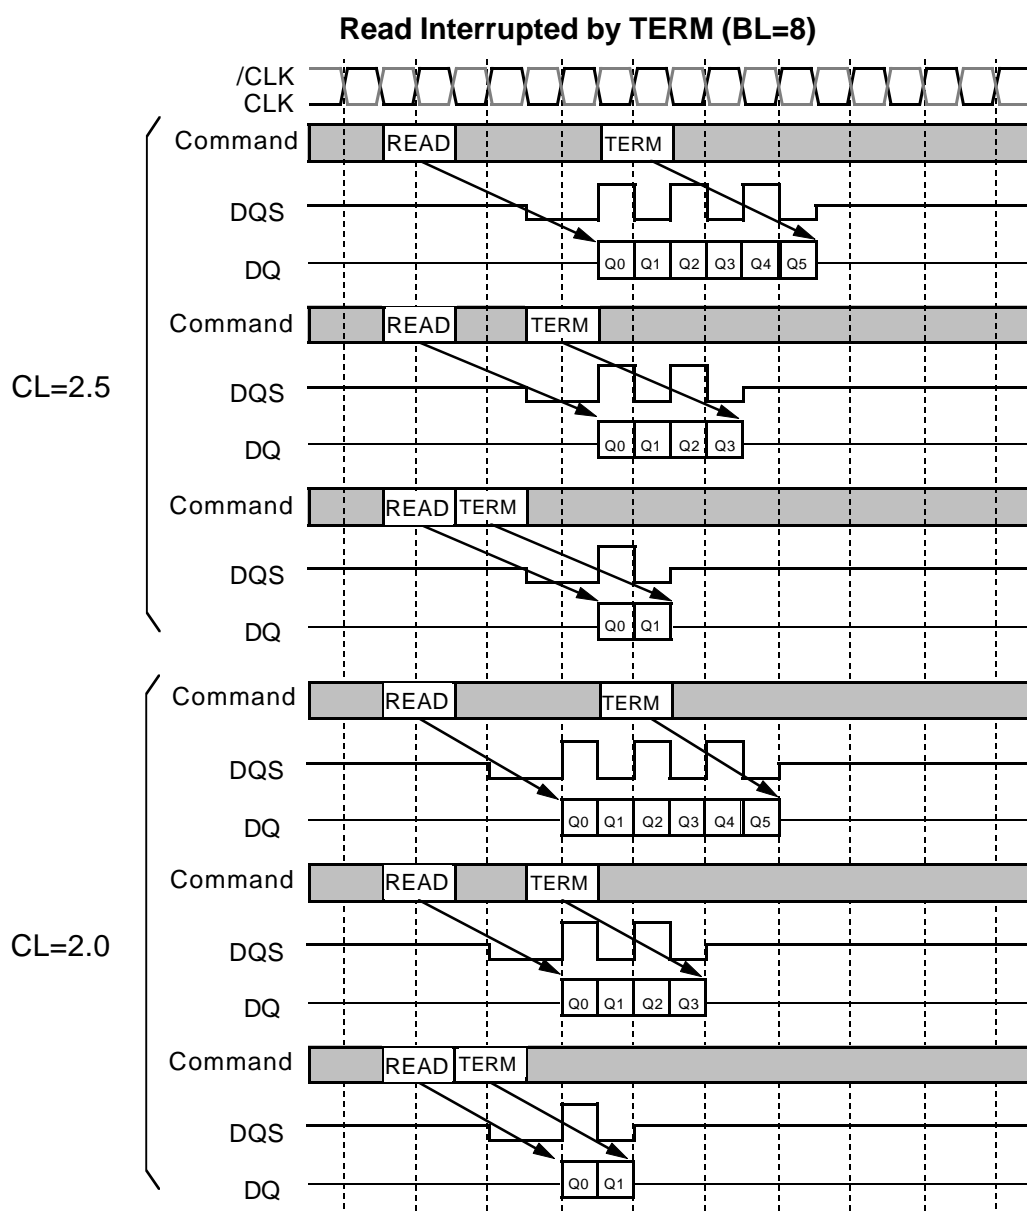 Read Interrupted by TERM (BL=8)
/CLK
CLK
Command READ TERM
DQS
DQ Q0 Q1 Q2 Q3 Q4 Q5
Command READ TERM
CL=2.5
DQS
DQ Q0 Q1 Q2 Q3
Command READ TERM
DQS
DQ Q0 Q1
Command READ TERM
DQS
DQ Q0 Q1 Q2 Q3 Q4 Q5
Command READ TERM
CL=2.0
DQS
DQ Q0 Q1 Q2 Q3
Command READ TERM
DQS
DQ Q0 Q1